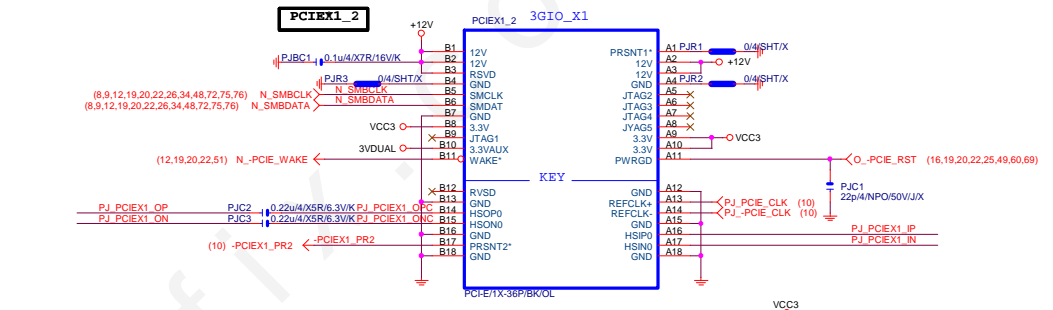 PCIEX1_2
+12V
PCIEX1_2 3GIO_X1
B1 12V PRSNT1* A1 PJR1 0/4/SHT/X
PJBC1 0.1u/4/X7R/16V/K B2 12V 12V A2 +12V
B3 RSVD 12V A3
PJR3 0/4/SHT/X B4 GND GND A4 PJR2 0/4/SHT/X
(8,9,12,19,20,22,26,34,48,72,75,76) N_SMBCLK N_SMBCLK B5 SMCLK JTAG2 A5
(8,9,12,19,20,22,26,34,48,72,75,76) N_SMBDATA N_SMBDATA B6 SMDAT JTAG3 A6
B7 GND JTAG4 A7
VCC3 B8 3.3V JYAG5 A8
B9 JTAG1 3.3V A9 VCC3
3VDUAL B10 3.3VAUX 3.3V A10
(12,19,20,22,51) N_-PCIE_WAKE B11 WAKE* PWRGD A11 O_-PCIE_RST (16,19,20,22,25,49,60,69)
KEY
PJC1
22p/4/NPO/50V/J/X
B12 RVSD GND A12
B13 GND REFCLK+ A13 PJ_PCIE_CLK (10)
PJ_PCIEX1_OP PJC2 0.22u/4/X5R/6.3V/K PJ_PCIEX1_OPC B14 HSOP0 REFCLK- A14 PJ_-PCIE_CLK (10)
PJ_PCIEX1_ON PJC3 0.22u/4/X5R/6.3V/K PJ_PCIEX1_ONC B15 HSON0 GND A15
B16 GND HSIP0 A16 PJ_PCIEX1_IP
(10) -PCIEX1_PR2 -PCIEX1_PR2 B17 PRSNT2* HSIN0 A17 PJ_PCIEX1_IN
B18 GND GND A18
PCI-E/1X-36P/BK/OL
VCC3